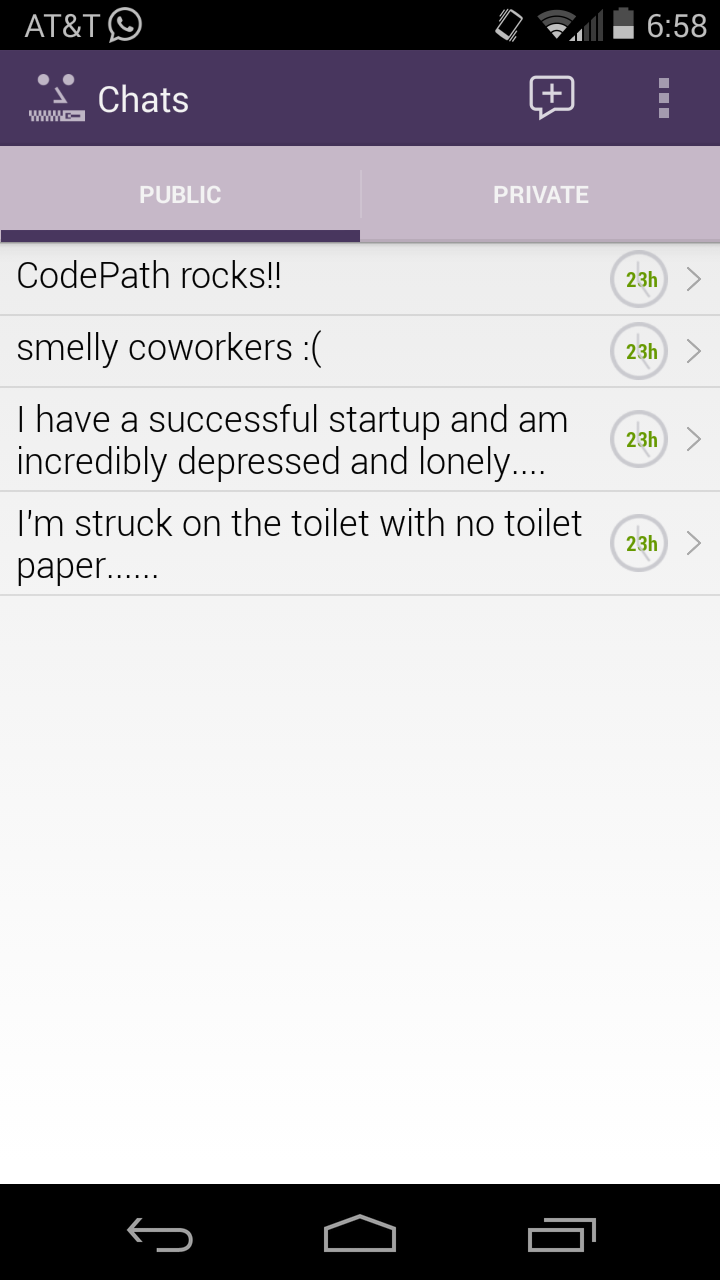 AT&T 6:58
Chats
PUBLIC PRIVATE
CodePath rocks!! 23h
smelly coworkers :( 23h
I have a successful startup and am
incredibly depressed and lonely.... 23h
I'm struck on the toilet with no toilet
paper...... 23h